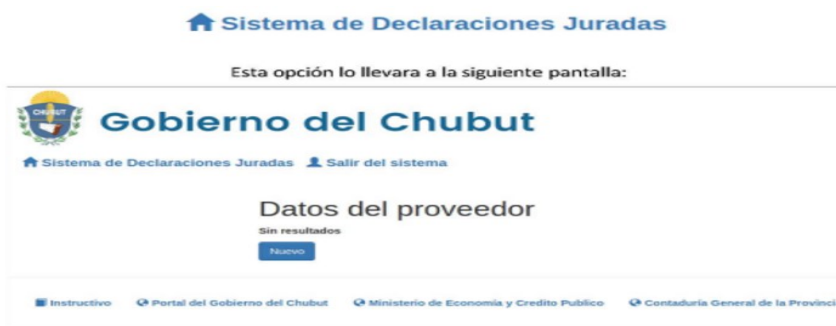 Sistema de Declaraciones Juradas
Esta opción lo llevara a la siguiente pantalla:
CHUBUT
Gobierno del Chubut
Sistema de Declaraciones Juradas Salir del sistema
Datos del proveedor
Sin resultados
Nuevo
Instructivo Portal del Gobierno del Chubut Ministerio de Economía y Credito Publico Contaduría General de la Provinci